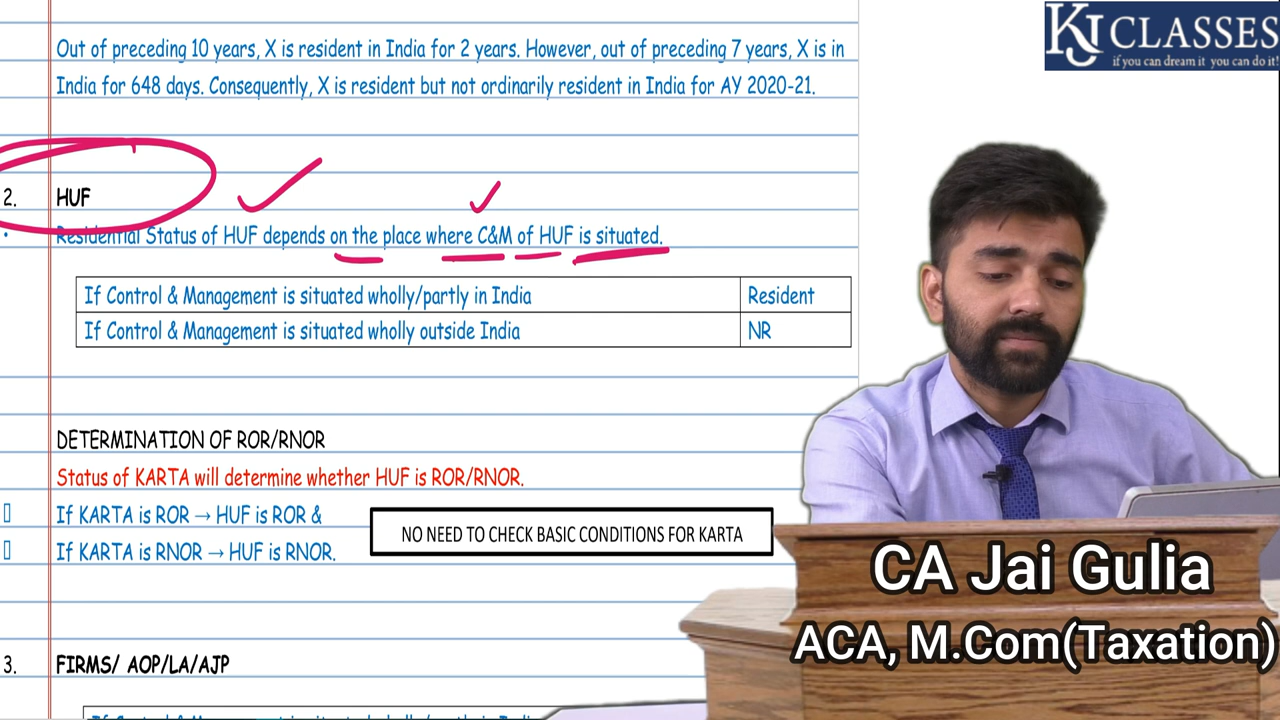 Out of preceding 10 years, X is resident in India for 2 years. However, out of preceding 7 years, X is in
India for 648 days. Consequently, X is resident but not ordinarily resident in India for AY 2020-21.
2. HUF
• Residential Status of HUF depends on the place where C&M of HUF is situated.
If Control & Management is situated wholly/partly in India Resident
If Control & Management is situated wholly outside India NR
DETERMINATION OF ROR/RNOR
Status of KARTA will determine whether HUF is ROR/RNOR.
If KARTA is ROR → HUF is ROR &
If KARTA is RNOR → HUF is RNOR.
NO NEED TO CHECK BASIC CONDITIONS FOR KARTA
3. FIRMS/ AOP/LA/AJP
KJ CLASSES
if you can dream it you can do it!
CA Jai Gulia
ACA, M.Com(Taxation)